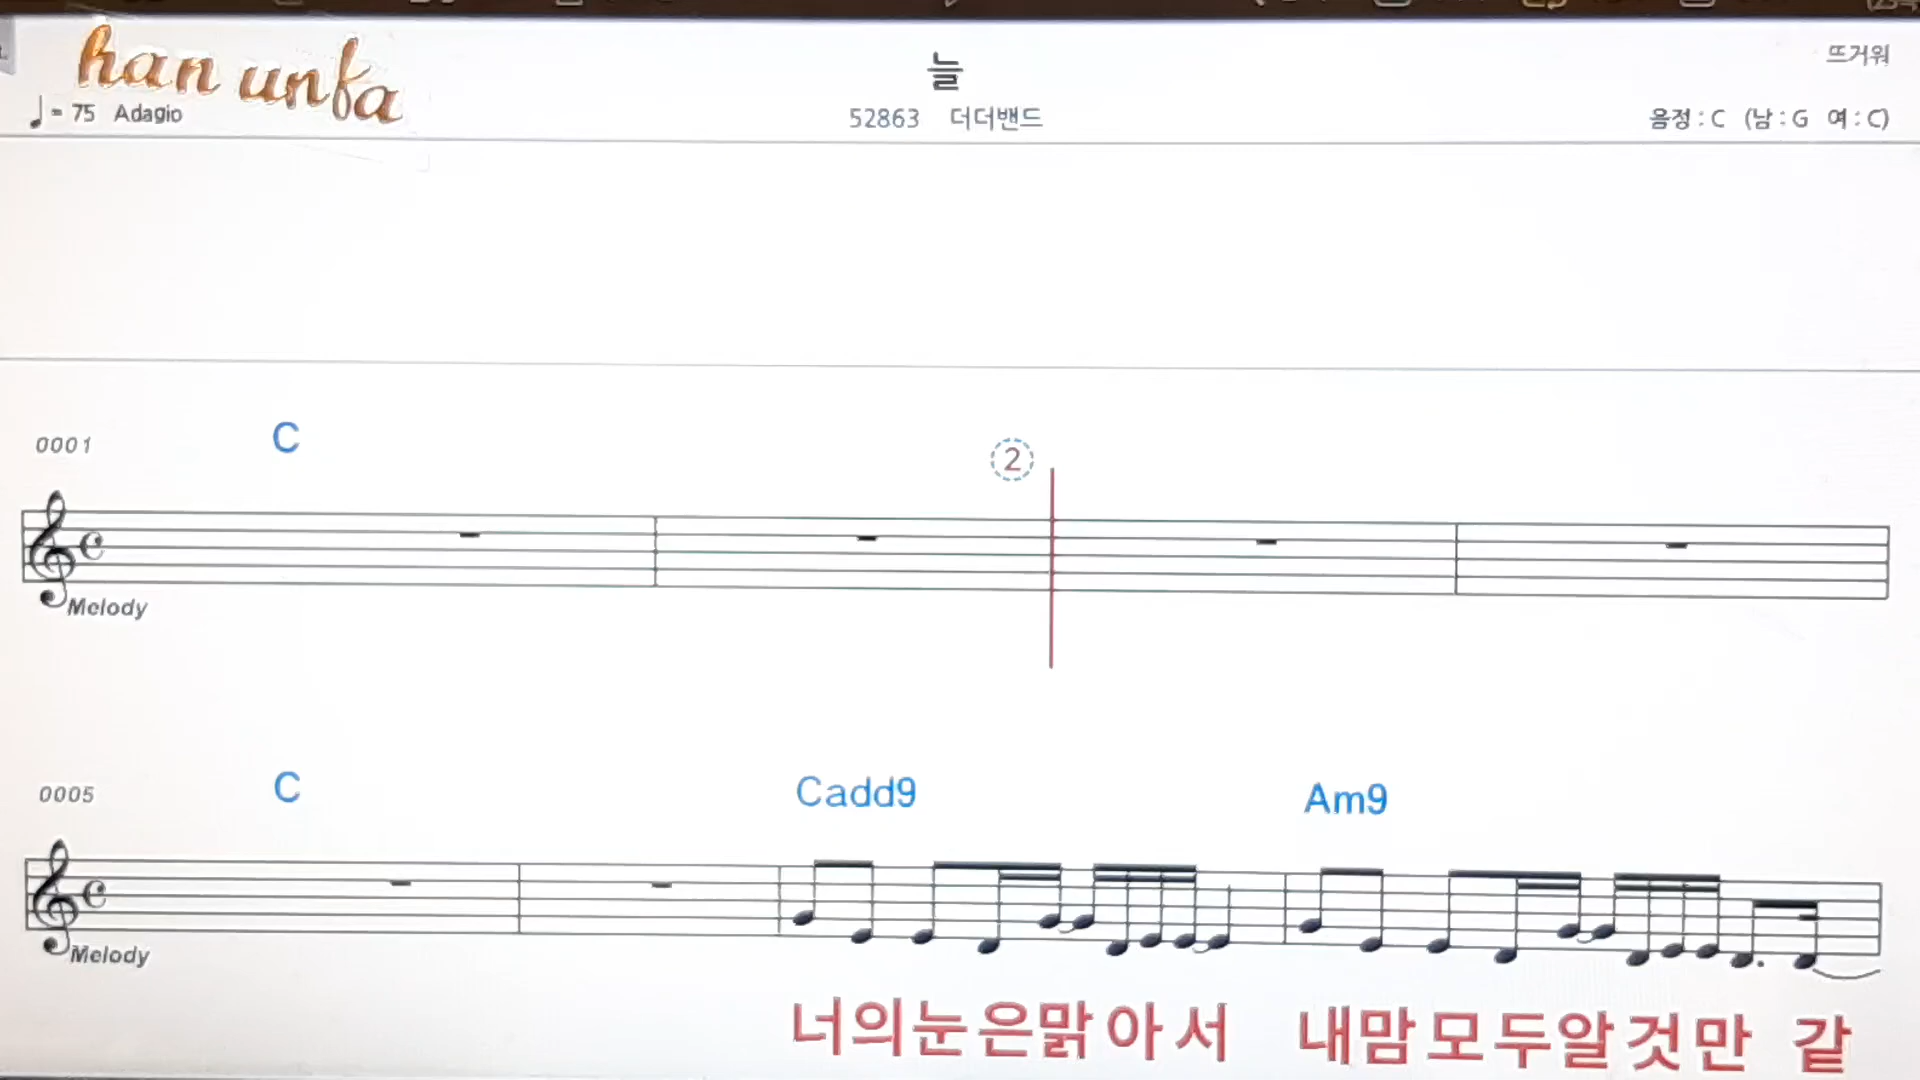 han unfa
늘
뜨거워
♩= 75 Adagio
52863 더더밴드
음정 : C (남 : G 여 : C)
0001
C
2
Melody
0005
C
Cadd9
Am9
Melody
너의눈은맑아서 내맘모두알것만 같